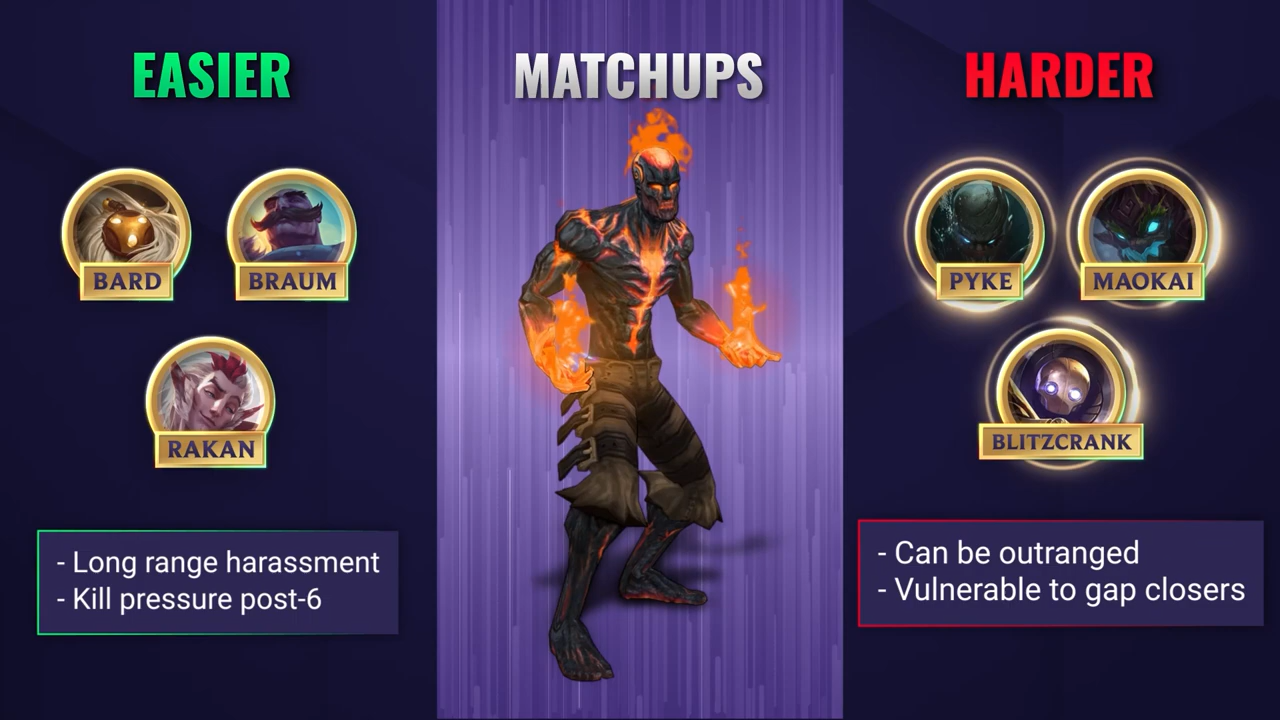 EASIER
MATCHUPS
HARDER
BARD
BRAUM
RAKAN
PYKE
MAOKAI
BLITZCRANK
- Long range harassment
- Kill pressure post-6
- Can be outranged
- Vulnerable to gap closers